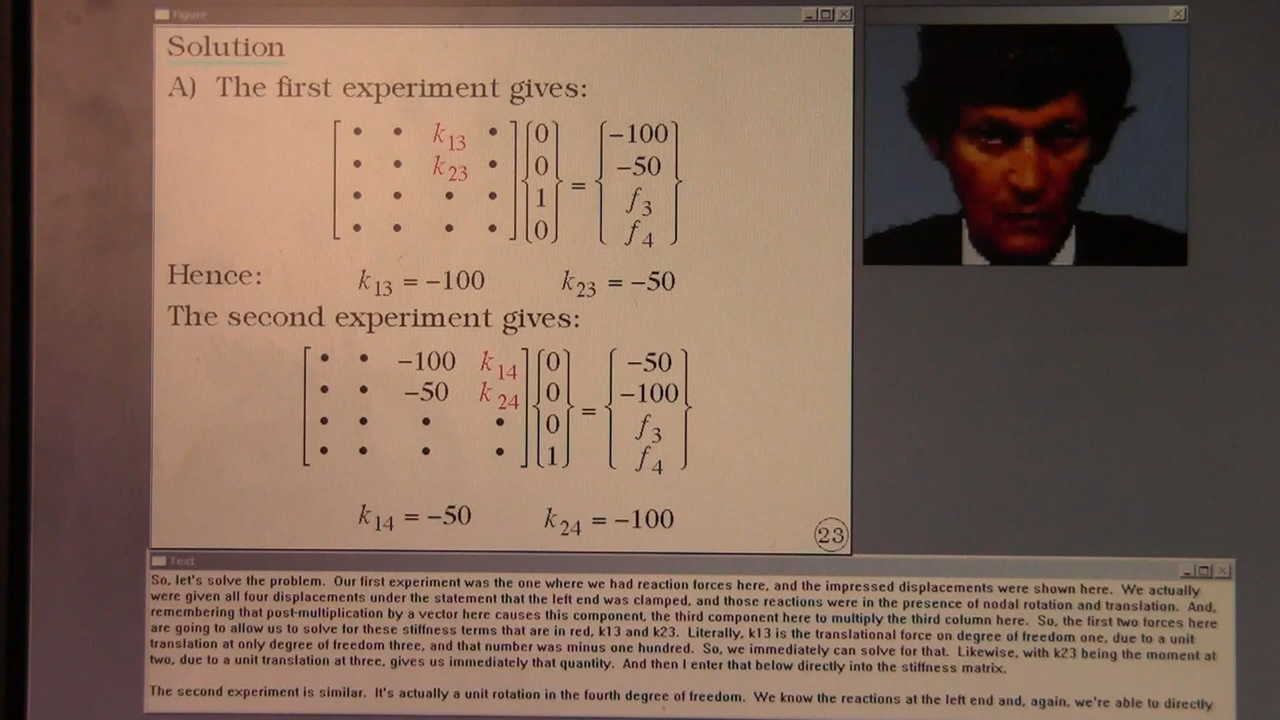 Figure
Solution
A) The first experiment gives:
[• • k13 •] {0} {-100}
[• • k23 •] {0} = {-50}
[• • • •] {1} {f3}
[• • • •] {0} {f4}
Hence: k13 = -100 k23 = -50
The second experiment gives:
[• • -100 k14] {0} {-50}
[• • -50 k24] {0} = {-100}
[• • • •] {0} {f3}
[• • • •] {1} {f4}
k14 = -50 k24 = -100
23
Text
So, let's solve the problem. Our first experiment was the one where we had reaction forces here, and the impressed displacements were shown here. We actually
were given all four displacements under the statement that the left end was clamped, and those reactions were in the presence of nodal rotation and translation. And,
remembering that post-multiplication by a vector here causes this component, the third component here to multiply the third column here. So, the first two forces here
are going to allow us to solve for these stiffness terms that are in red, k13 and k23. Literally, k13 is the translational force on degree of freedom one, due to a unit
translation at only degree of freedom three, and that number was minus one hundred. So, we immediately can solve for that. Likewise, with k23 being the moment at
two, due to a unit translation at three, gives us immediately that quantity. And then I enter that below directly into the stiffness matrix.
The second experiment is similar. It's actually a unit rotation in the fourth degree of freedom. We know the reactions at the left end and, again, we're able to directly